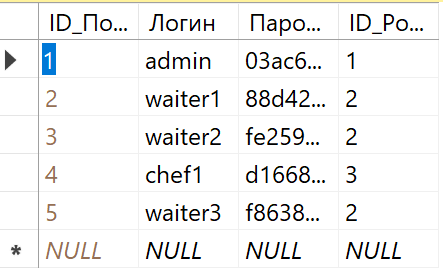 ID_По... Логин Паро... ID_Ро...
1 admin 03ac6... 1
2 waiter1 88d42... 2
3 waiter2 fe259... 2
4 chef1 d1668... 3
5 waiter3 f8638... 2
* NULL NULL NULL NULL